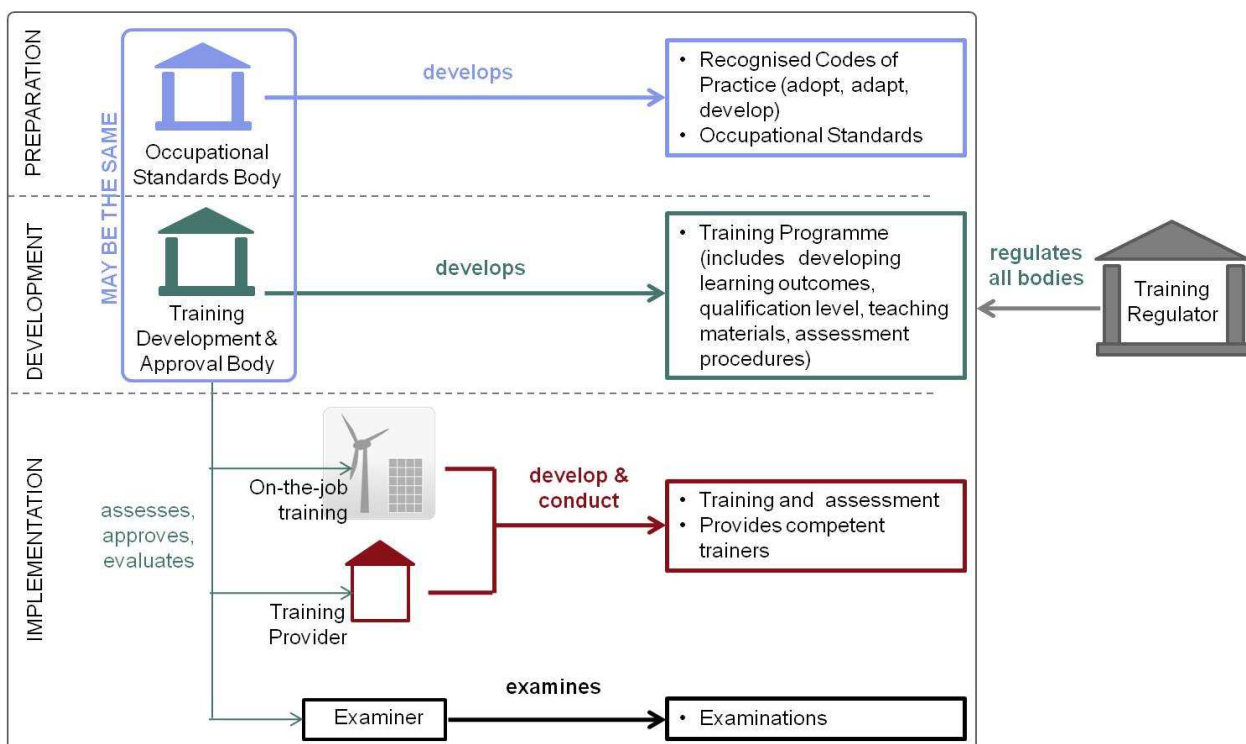 PREPARATION
MAY BE THE SAME
Occupational
Standards Body
develops
• Recognised Codes of
Practice (adopt, adapt,
develop)
• Occupational Standards
DEVELOPMENT
Training
Development &
Approval Body
develops
• Training Programme
(includes developing
learning outcomes,
qualification level, teaching
materials, assessment
procedures)
regulates
all bodies
Training
Regulator
IMPLEMENTATION
assesses,
approves,
evaluates
On-the-job
training
Training
Provider
develop &
conduct
• Training and assessment
• Provides competent
trainers
Examiner
examines
• Examinations